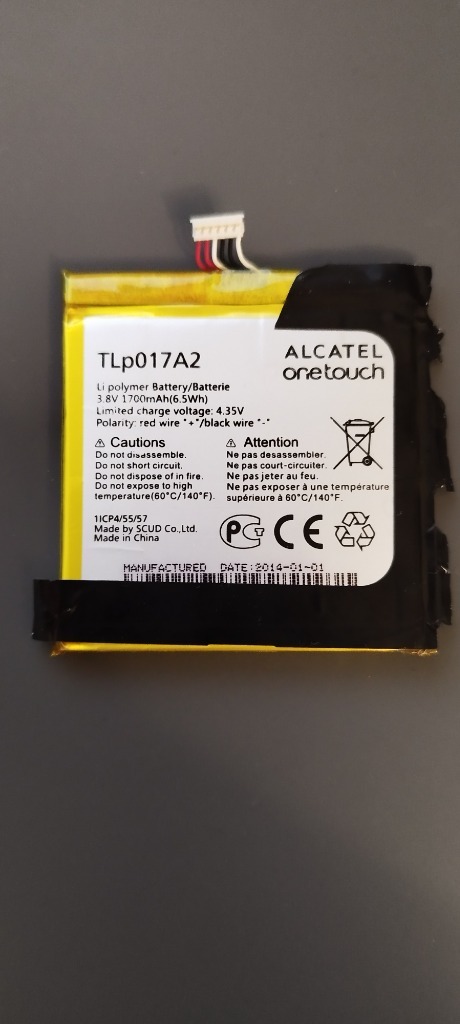 TLp017A2
ALCATEL
onetouch
Li polymer Battery/Batterie
3.8V 1700mAh(6.5Wh)
Limited charge voltage: 4.35V
Polarity: red wire "+"/black wire "-"
Cautions
Do not disassemble.
Do not short circuit.
Do not dispose of in fire.
Do not expose to high
temperature(60°C/140°F).
Attention
Ne pas desassembler.
Ne pas court-circuiter.
Ne pas jeter au feu.
Ne pas exposer à une température
supérieure à 60°C/140°F.
1ICP4/55/57
Made by SCUD Co.,Ltd.
Made in China
PCT
CE
MANUFACTURED DATE:2014-01-01